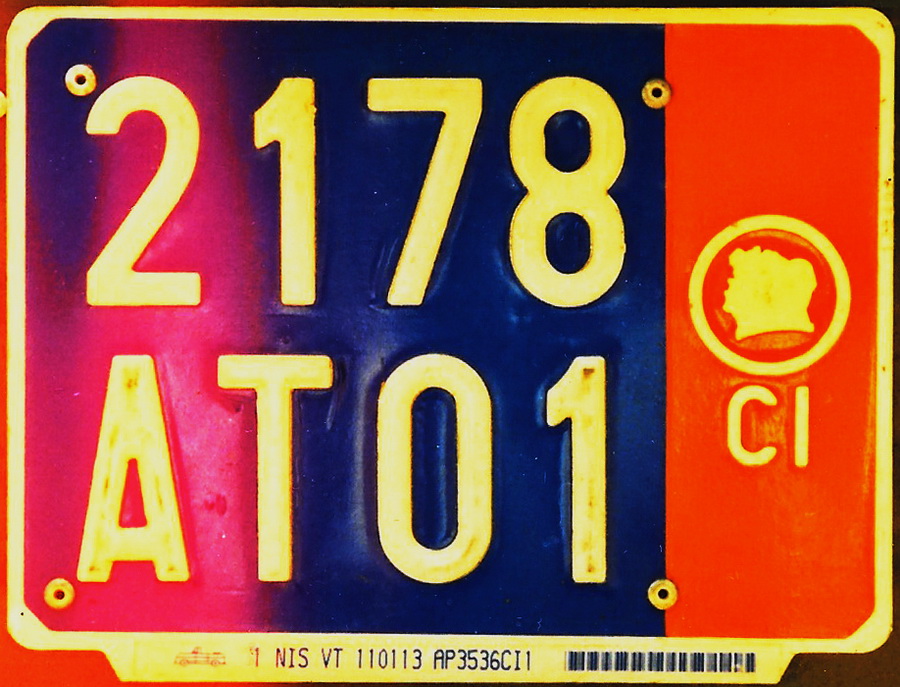 2178
AT01
CI
1 NIS VT 110113 AP3536CI1